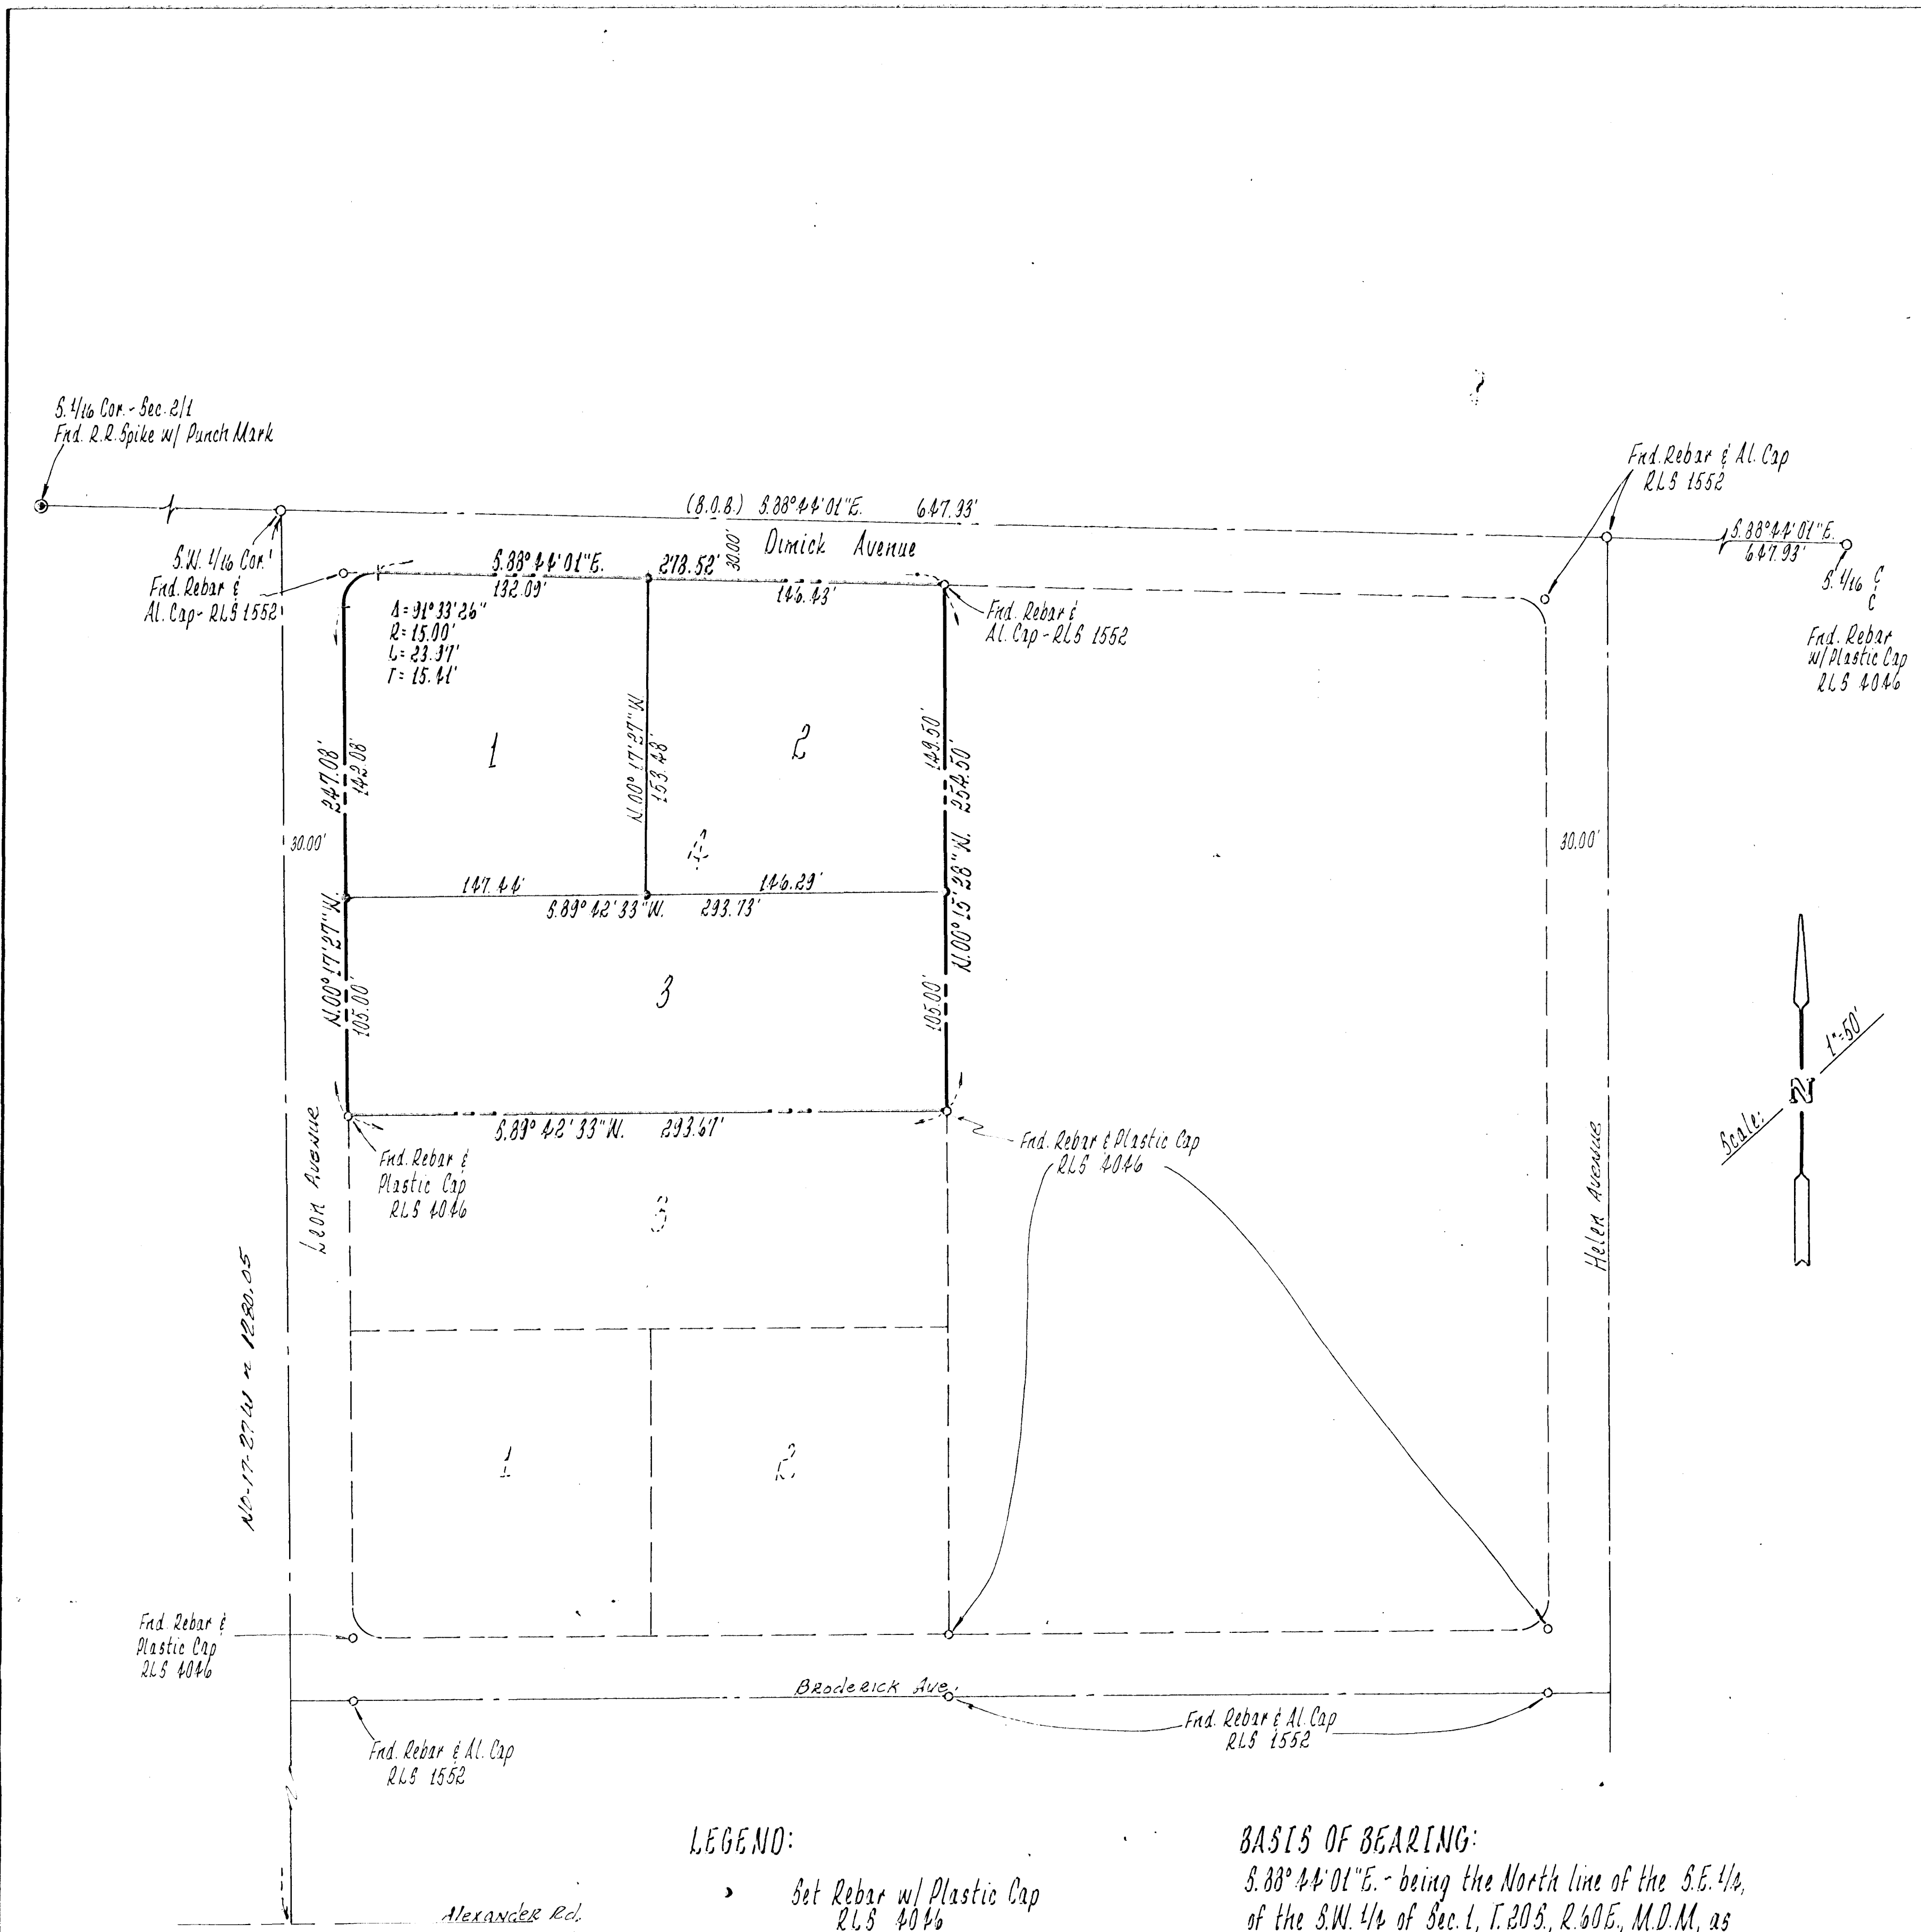 S. 1/16 Cor. - Sec. 2/1
Fnd. R.R. Spike w/ Punch Mark
Fnd. Rebar & Al. Cap
RLS 1552
(B.O.B.) S.88°44'01"E. 647.93'
30.00'
Dimick Avenue
S.88°44'01"E.
647.93'
S. 1/16 C
C
Fnd. Rebar
w/ Plastic Cap
RLS 4046
S.W. 1/16 Cor.
Fnd. Rebar &
Al. Cap - RLS 1552
S.88°44'01"E. 278.52'
132.09'
146.43'
Fnd. Rebar &
Al. Cap - RLS 1552
Δ = 91°33'26"
R = 15.00'
L = 23.97'
T = 15.41'
1
2
N.00°17'27"W.
153.48'
247.08'
142.08'
149.50'
N.00°15'28"W. 254.50'
30.00'
30.00'
4
147.44'
146.29'
S.89°42'33"W. 293.73'
N.00°17'27"W.
105.00'
3
105.00'
Scale: 1"=50'
N
S.89°42'33"W. 293.67'
Leon Avenue
Fnd. Rebar &
Plastic Cap
RLS 4046
Fnd. Rebar & Plastic Cap
RLS 4046
Helen Avenue
3
N0-17-27W 1280.05
1
2
Fnd. Rebar &
Plastic Cap
RLS 4046
Broderick Ave.
Fnd. Rebar & Al. Cap
RLS 1552
Fnd. Rebar & Al. Cap
RLS 1552
Alexander Rd.
LEGEND:
Set Rebar w/ Plastic Cap
RLS 4046
BASIS OF BEARING:
S.88°44'01"E. - being the North line of the S.E. 1/4,
of the S.W. 1/4 of Sec. 1, T.20S., R.60E., M.D.M, as